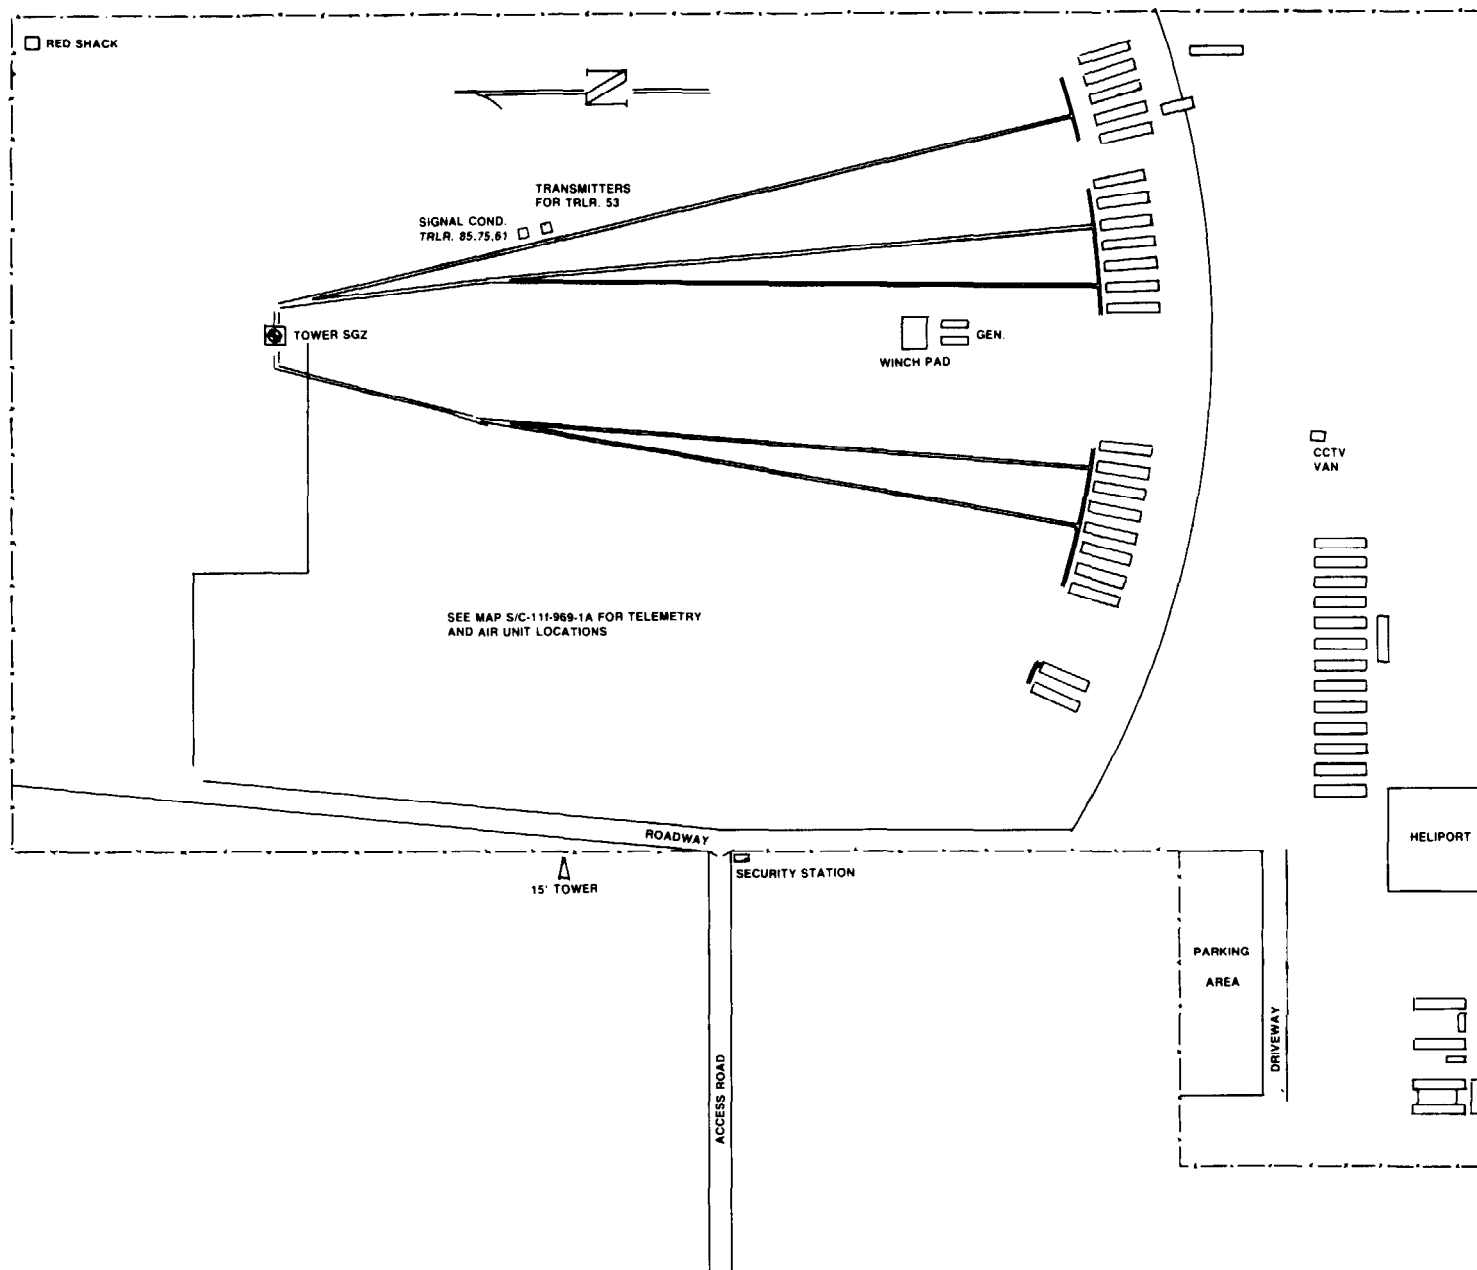 RED SHACK
N
TRANSMITTERS
FOR TRLR. 53
SIGNAL COND.
TRLR. 85,75,61
TOWER SGZ
GEN.
WINCH PAD
CCTV
VAN
SEE MAP S/C-111-969-1A FOR TELEMETRY
AND AIR UNIT LOCATIONS
ROADWAY
HELIPORT
15' TOWER
SECURITY STATION
PARKING
AREA
DRIVEWAY
ACCESS ROAD